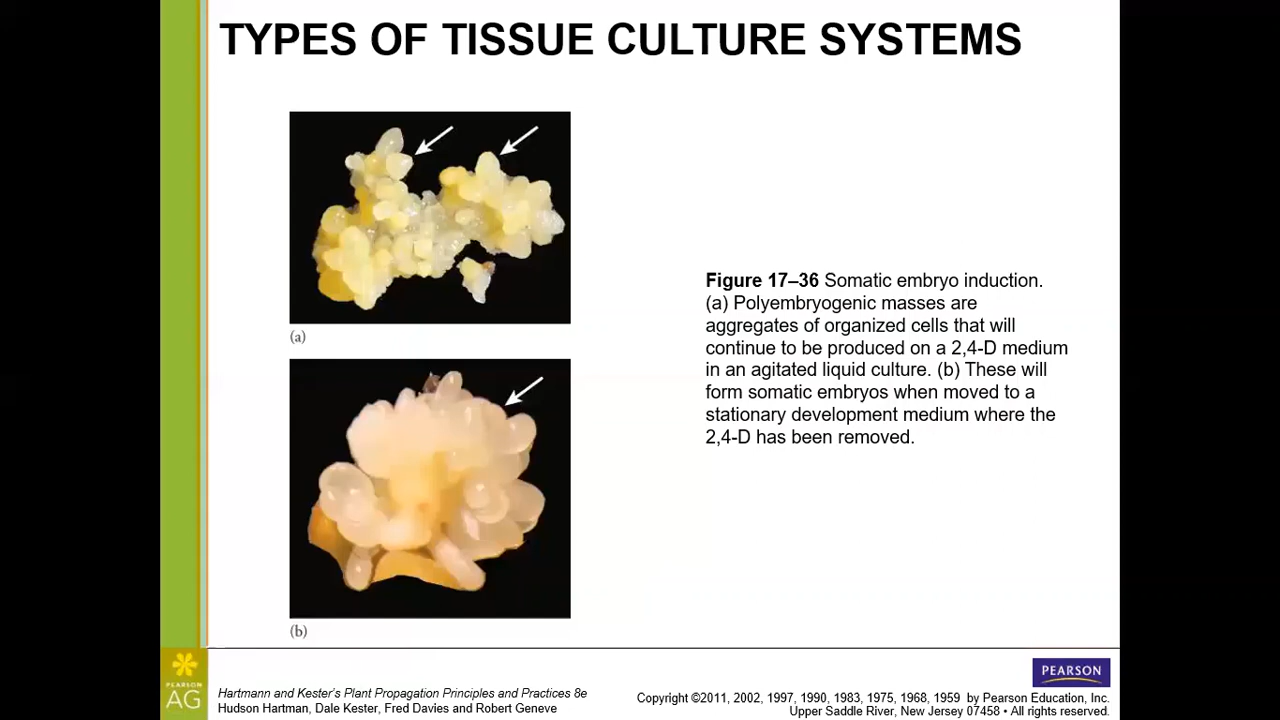 TYPES OF TISSUE CULTURE SYSTEMS
(a)
(b)
Figure 17–36 Somatic embryo induction.
(a) Polyembryogenic masses are
aggregates of organized cells that will
continue to be produced on a 2,4-D medium
in an agitated liquid culture. (b) These will
form somatic embryos when moved to a
stationary development medium where the
2,4-D has been removed.
PEARSON
AG
Hartmann and Kester's Plant Propagation Principles and Practices 8e
Hudson Hartman, Dale Kester, Fred Davies and Robert Geneve
PEARSON
Copyright ©2011, 2002, 1997, 1990, 1983, 1975, 1968, 1959 by Pearson Education, Inc.
Upper Saddle River, New Jersey 07458 • All rights reserved.